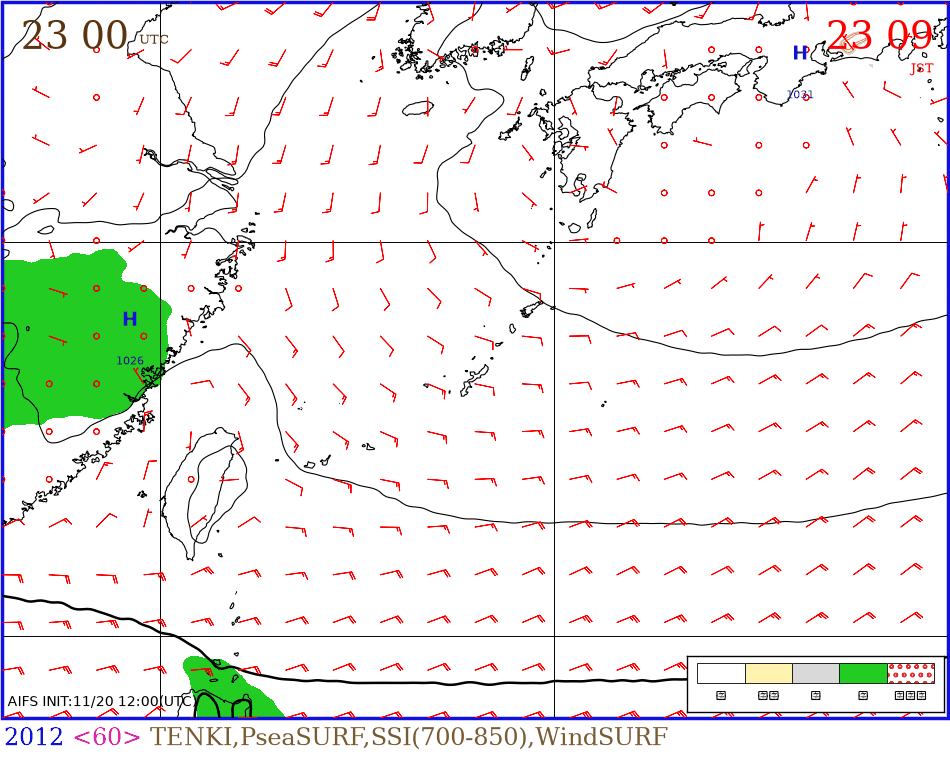 23 00 UTC
23 09 JST
H
1031
H
1026
AIFS INIT:11/20 12:00(UTC)
2012 <60> TENKI,PseaSURF,SSI(700-850),WindSURF